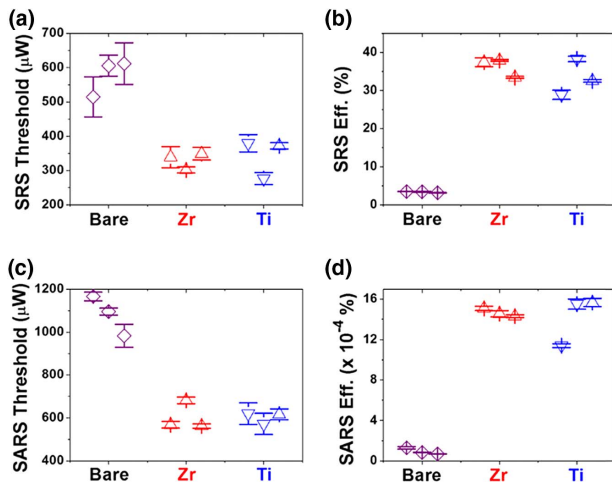 (a)
SRS Threshold (μW)
700
600
500
400
300
200
Bare Zr Ti
(b)
SRS Eff. (%)
40
30
20
10
0
Bare Zr Ti
(c)
SARS Threshold (μW)
1200
1000
800
600
400
Bare Zr Ti
(d)
SARS Eff. (x 10⁻⁴ %)
16
12
8
4
0
Bare Zr Ti